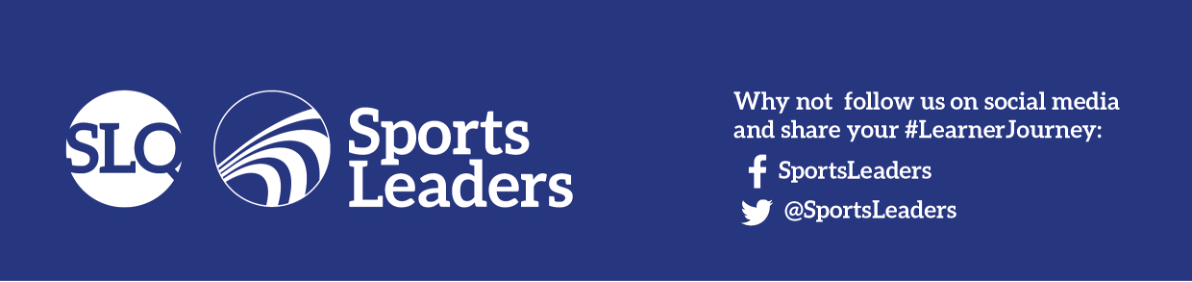 SLQ
Sports
Leaders
Why not  follow us on social media
and share your #LearnerJourney:
SportsLeaders
@SportsLeaders